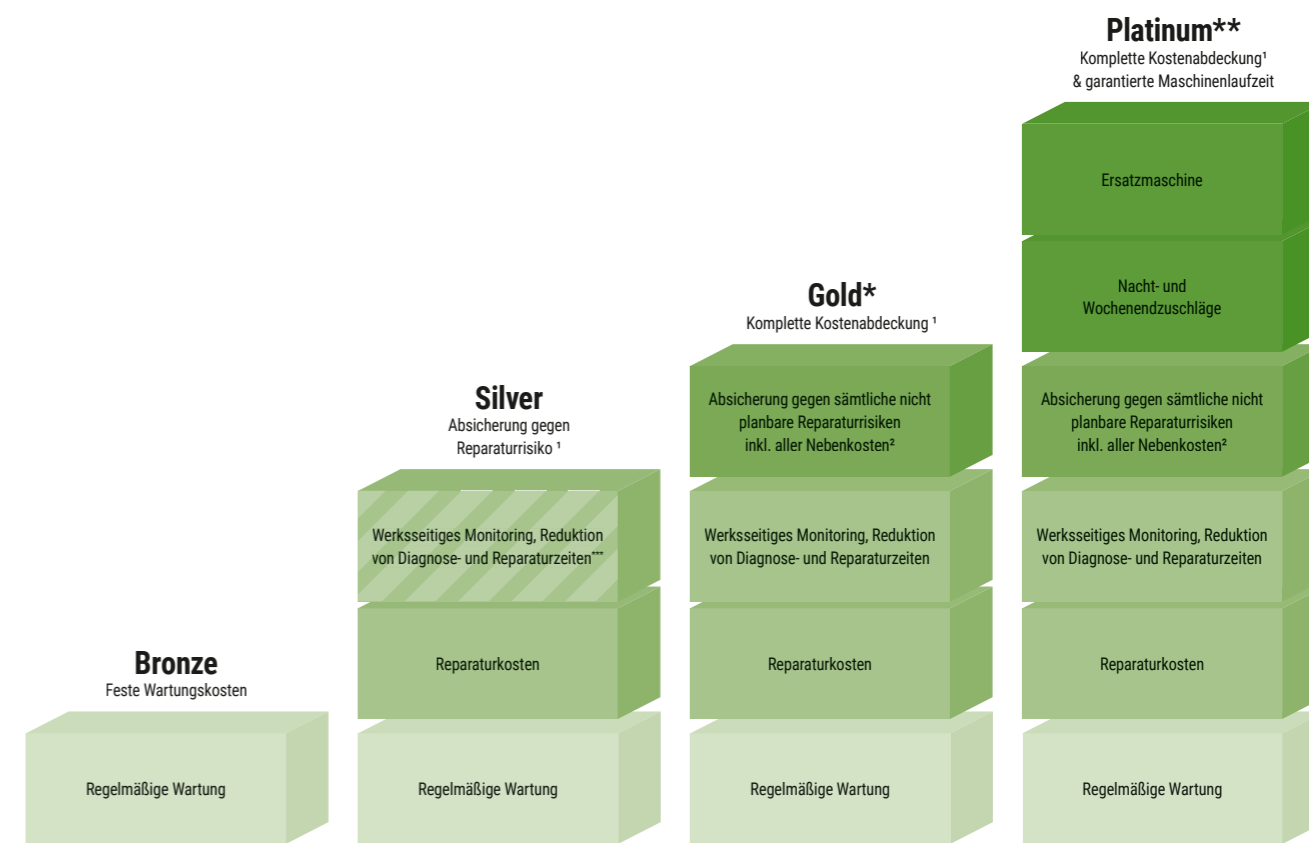 Platinum**
Komplette Kostenabdeckung¹
& garantierte Maschinenlaufzeit
Ersatzmaschine
Nacht- und
Wochenendzuschläge
Absicherung gegen sämtliche nicht
planbare Reparaturrisiken
inkl. aller Nebenkosten²
Werksseitiges Monitoring, Reduktion
von Diagnose- und Reparaturzeiten
Reparaturkosten
Regelmäßige Wartung
Gold*
Komplette Kostenabdeckung ¹
Absicherung gegen sämtliche nicht
planbare Reparaturrisiken
inkl. aller Nebenkosten²
Werksseitiges Monitoring, Reduktion
von Diagnose- und Reparaturzeiten
Reparaturkosten
Regelmäßige Wartung
Silver
Absicherung gegen
Reparaturrisiko ¹
Werksseitiges Monitoring, Reduktion
von Diagnose- und Reparaturzeiten***
Reparaturkosten
Regelmäßige Wartung
Bronze
Feste Wartungskosten
Regelmäßige Wartung